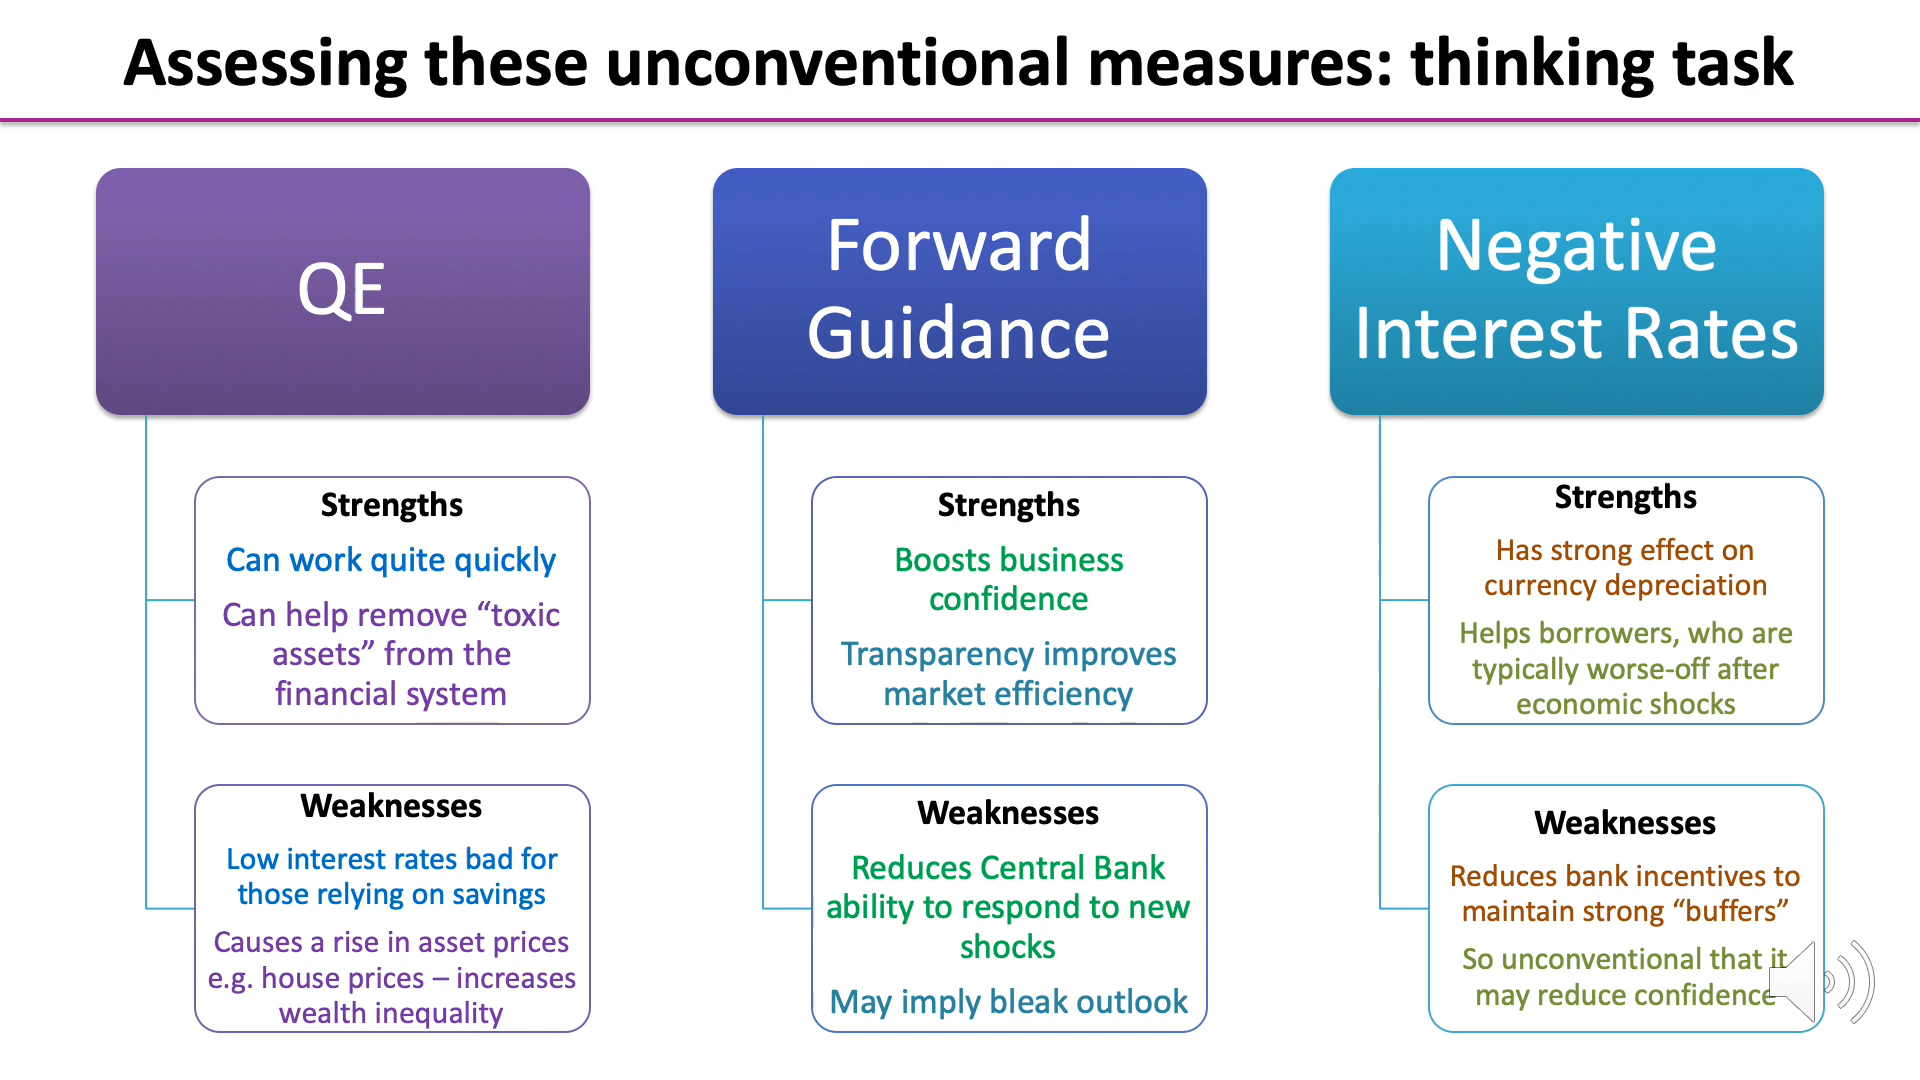 Assessing these unconventional measures: thinking task
QE
Strengths
Can work quite quickly
Can help remove “toxic
assets” from the
financial system
Weaknesses
Low interest rates bad for
those relying on savings
Causes a rise in asset prices
e.g. house prices – increases
wealth inequality
Forward
Guidance
Strengths
Boosts business
confidence
Transparency improves
market efficiency
Weaknesses
Reduces Central Bank
ability to respond to new
shocks
May imply bleak outlook
Negative
Interest Rates
Strengths
Has strong effect on
currency depreciation
Helps borrowers, who are
typically worse-off after
economic shocks
Weaknesses
Reduces bank incentives to
maintain strong “buffers”
So unconventional that it
may reduce confidence